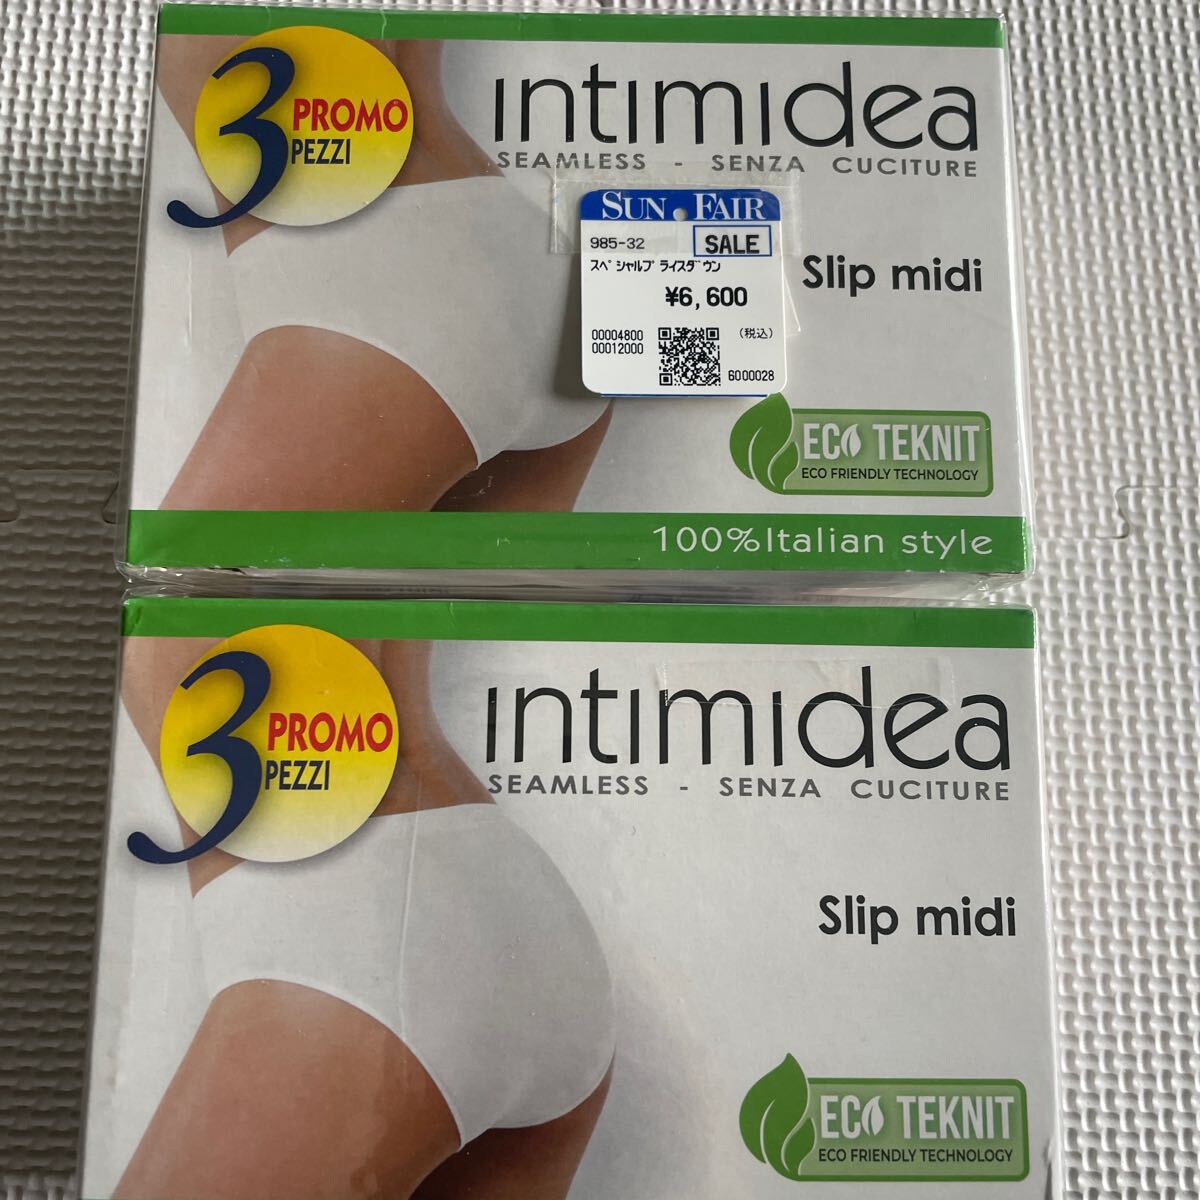 3 PROMO
PEZZI
intimidea
SEAMLESS - SENZA CUCITURE
SUN FAIR
985-32 SALE
スペシャルプライスダウン
¥6,600
00004800 (税込)
00012000
6000028
Slip midi
ECO TEKNIT
ECO FRIENDLY TECHNOLOGY
100%Italian style
3 PROMO
PEZZI
intimidea
SEAMLESS - SENZA CUCITURE
Slip midi
ECO TEKNIT
ECO FRIENDLY TECHNOLOGY